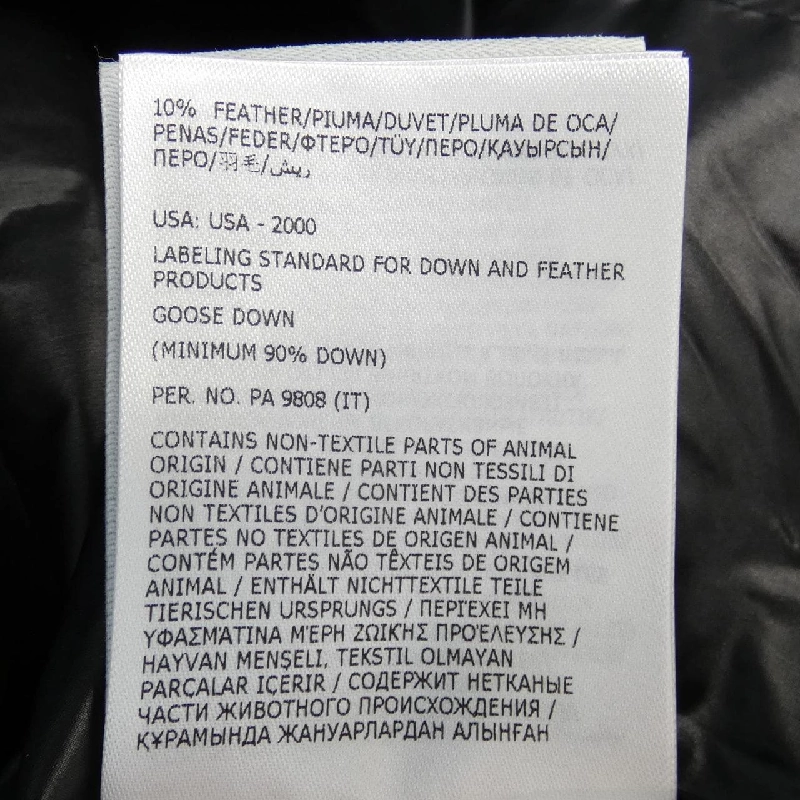 10% FEATHER/PIUMA/DUVET/PLUMA DE OCA/
PENAS/FEDER/ΦΤΕΡΌ/TÜY/ПЕРО/ҚАУЫРСЫН/
ПЕРО/羽毛/ريش
USA: USA - 2000
LABELING STANDARD FOR DOWN AND FEATHER
PRODUCTS
GOOSE DOWN
(MINIMUM 90% DOWN)
PER. NO. PA 9808 (IT)
CONTAINS NON-TEXTILE PARTS OF ANIMAL
ORIGIN / CONTIENE PARTI NON TESSILI DI
ORIGINE ANIMALE / CONTIENT DES PARTIES
NON TEXTILES D'ORIGINE ANIMALE / CONTIENE
PARTES NO TEXTILES DE ORIGEN ANIMAL /
CONTÉM PARTES NÃO TÊXTEIS DE ORIGEM
ANIMAL / ENTHÄLT NICHTTEXTILE TEILE
TIERISCHEN URSPRUNGS / ΠΕΡΙΈΧΕΙ ΜΗ
ΥΦΑΣΜΆΤΙΝΑ ΜΈΡΗ ΖΩΙΚΉΣ ΠΡΟΈΛΕΥΣΗΣ /
HAYVAN MENŞELİ, TEKSTİL OLMAYAN
PARÇALAR İÇERİR / СОДЕРЖИТ НЕТКАНЫЕ
ЧАСТИ ЖИВОТНОГО ПРОИСХОЖДЕНИЯ /
ҚҰРАМЫНДА ЖАНУАРЛАРДАН АЛЫНҒАН